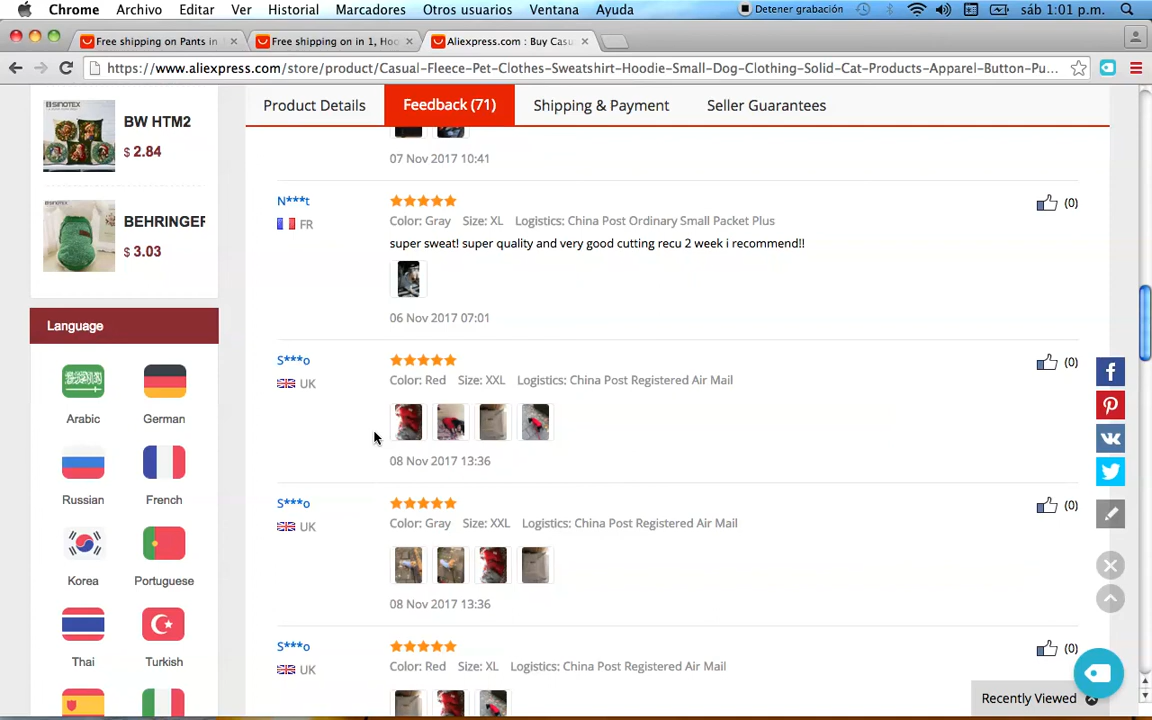 Chrome Archivo Editar Ver Historial Marcadores Otros usuarios Ventana Ayuda Detener grabación sáb 1:01 p.m.
Free shipping on Pants in Free shipping on in 1, Hoo Aliexpress.com : Buy Casu
https://www.aliexpress.com/store/product/Casual-Fleece-Pet-Clothes-Sweatshirt-Hoodie-Small-Dog-Clothing-Solid-Cat-Products-Apparel-Button-Pu...
SINOTEX
BW HTM2
$ 2.84
BEHRINGER
$ 3.03
Language
Arabic German
Russian French
Korea Portuguese
Thai Turkish
Product Details Feedback (71) Shipping & Payment Seller Guarantees
07 Nov 2017 10:41
N***t
FR
Color: Gray Size: XL Logistics: China Post Ordinary Small Packet Plus
(0)
super sweat! super quality and very good cutting recu 2 week i recommend!!
06 Nov 2017 07:01
S***o
UK
Color: Red Size: XXL Logistics: China Post Registered Air Mail
(0)
08 Nov 2017 13:36
S***o
UK
Color: Gray Size: XXL Logistics: China Post Registered Air Mail
(0)
08 Nov 2017 13:36
S***o
UK
Color: Red Size: XL Logistics: China Post Registered Air Mail
(0)
Recently Viewed